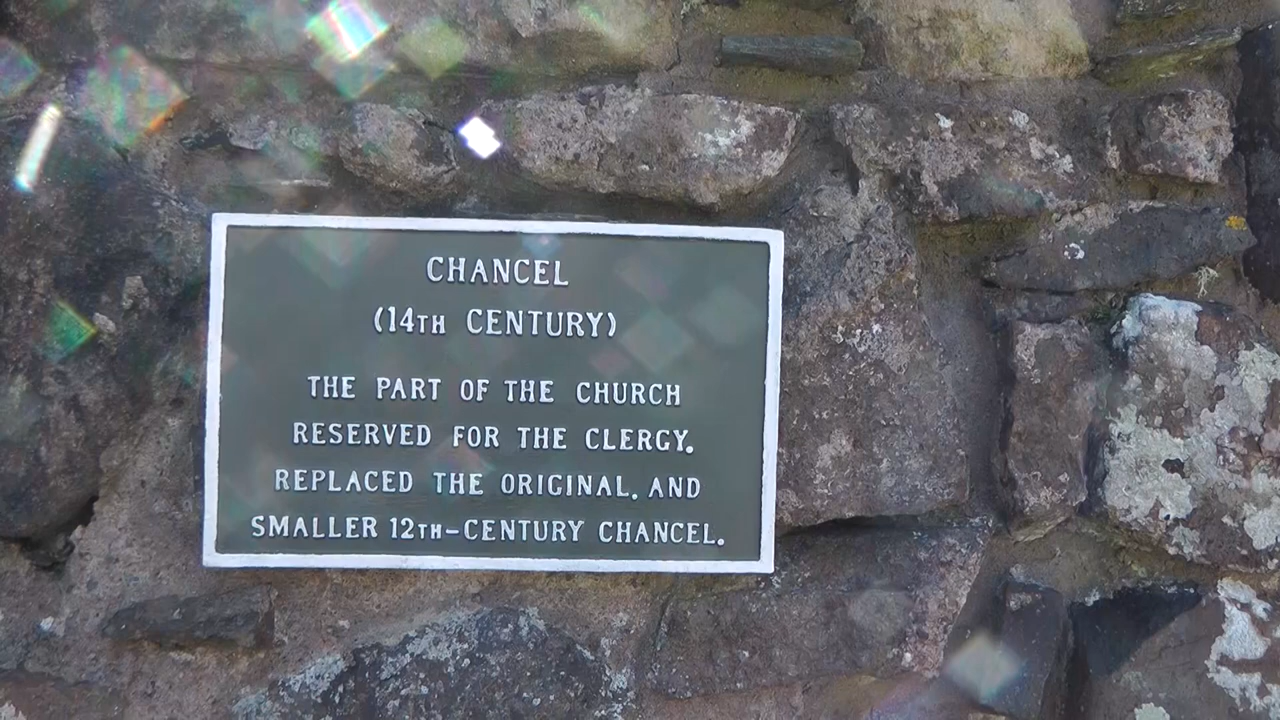 CHANCEL
(14TH CENTURY)
THE PART OF THE CHURCH
RESERVED FOR THE CLERGY.
REPLACED THE ORIGINAL. AND
SMALLER 12TH-CENTURY CHANCEL.